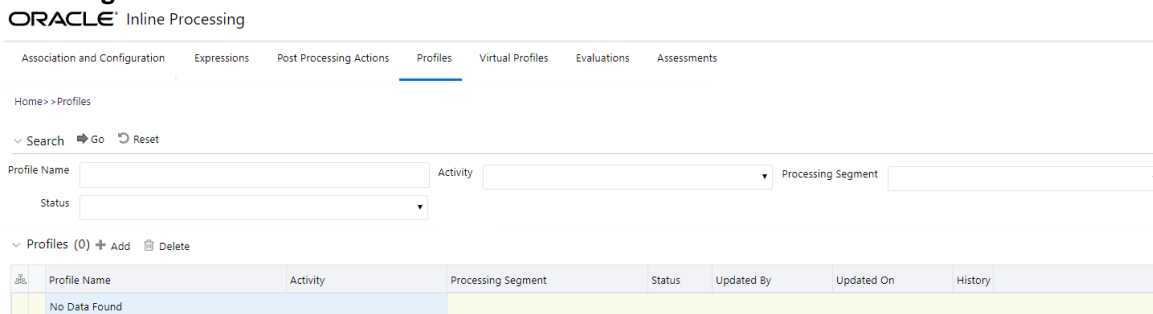 ORACLE® Inline Processing
Association and Configuration Expressions Post Processing Actions Profiles Virtual Profiles Evaluations Assessments
Home>>Profiles
Search Go Reset
Profile Name Activity Processing Segment
Status
Profiles (0) Add Delete
Profile Name Activity Processing Segment Status Updated By Updated On History
No Data Found